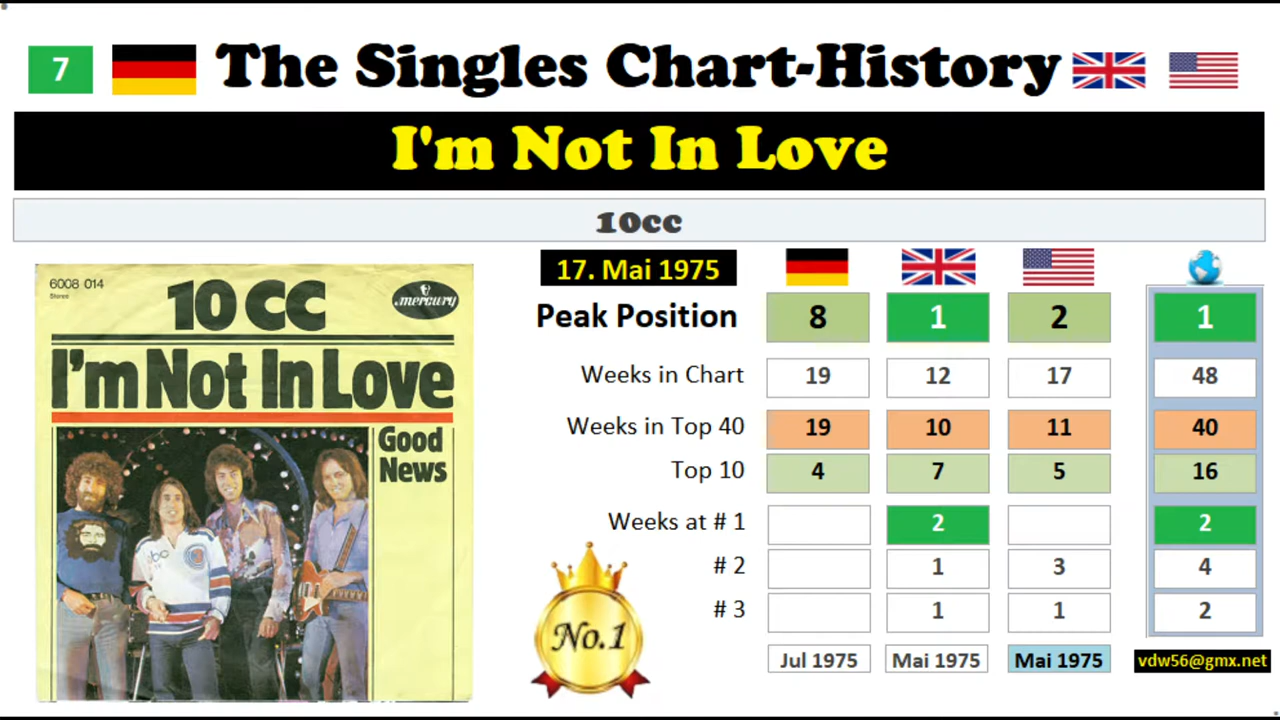 7 The Singles Chart-History
I'm Not In Love
10cc
6008 014
Stereo
10 CC
mercury
I'm Not In Love
Good
News
17. Mai 1975
Peak Position 8 1 2 1
Weeks in Chart 19 12 17 48
Weeks in Top 40 19 10 11 40
Top 10 4 7 5 16
Weeks at # 1 2 2
# 2 1 3 4
# 3 1 1 2
No.1
Jul 1975 Mai 1975 Mai 1975 vdw56@gmx.net